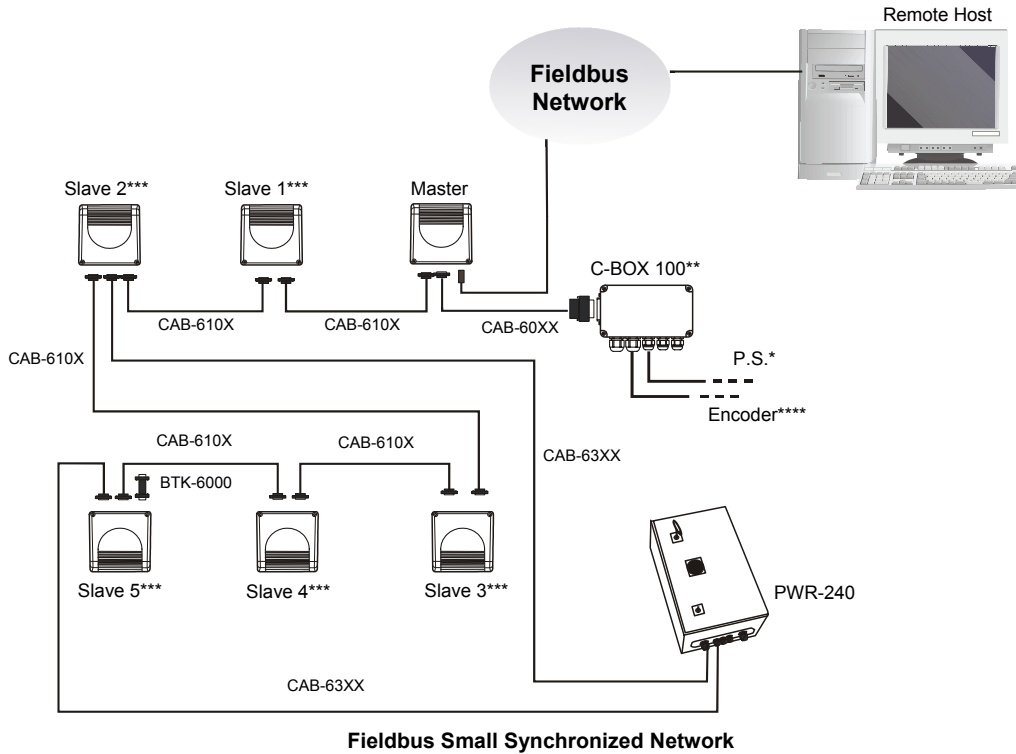 Remote Host
Fieldbus
Network
Slave 2***
Slave 1***
Master
C-BOX 100**
CAB-610X
CAB-610X
CAB-60XX
CAB-610X
P.S.*
Encoder****
CAB-610X
CAB-610X
CAB-63XX
BTK-6000
Slave 5***
Slave 4***
Slave 3***
PWR-240
CAB-63XX
Fieldbus Small Synchronized Network